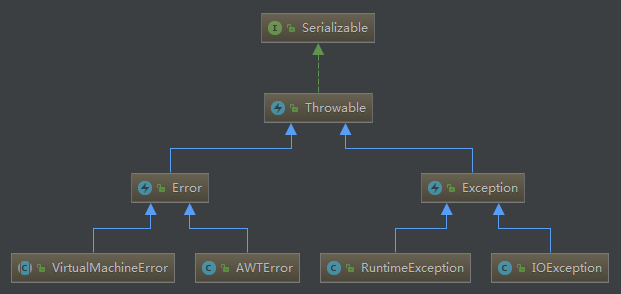 Serializable
Throwable
Error
Exception
VirtualMachineError
AWTError
RuntimeException
IOException